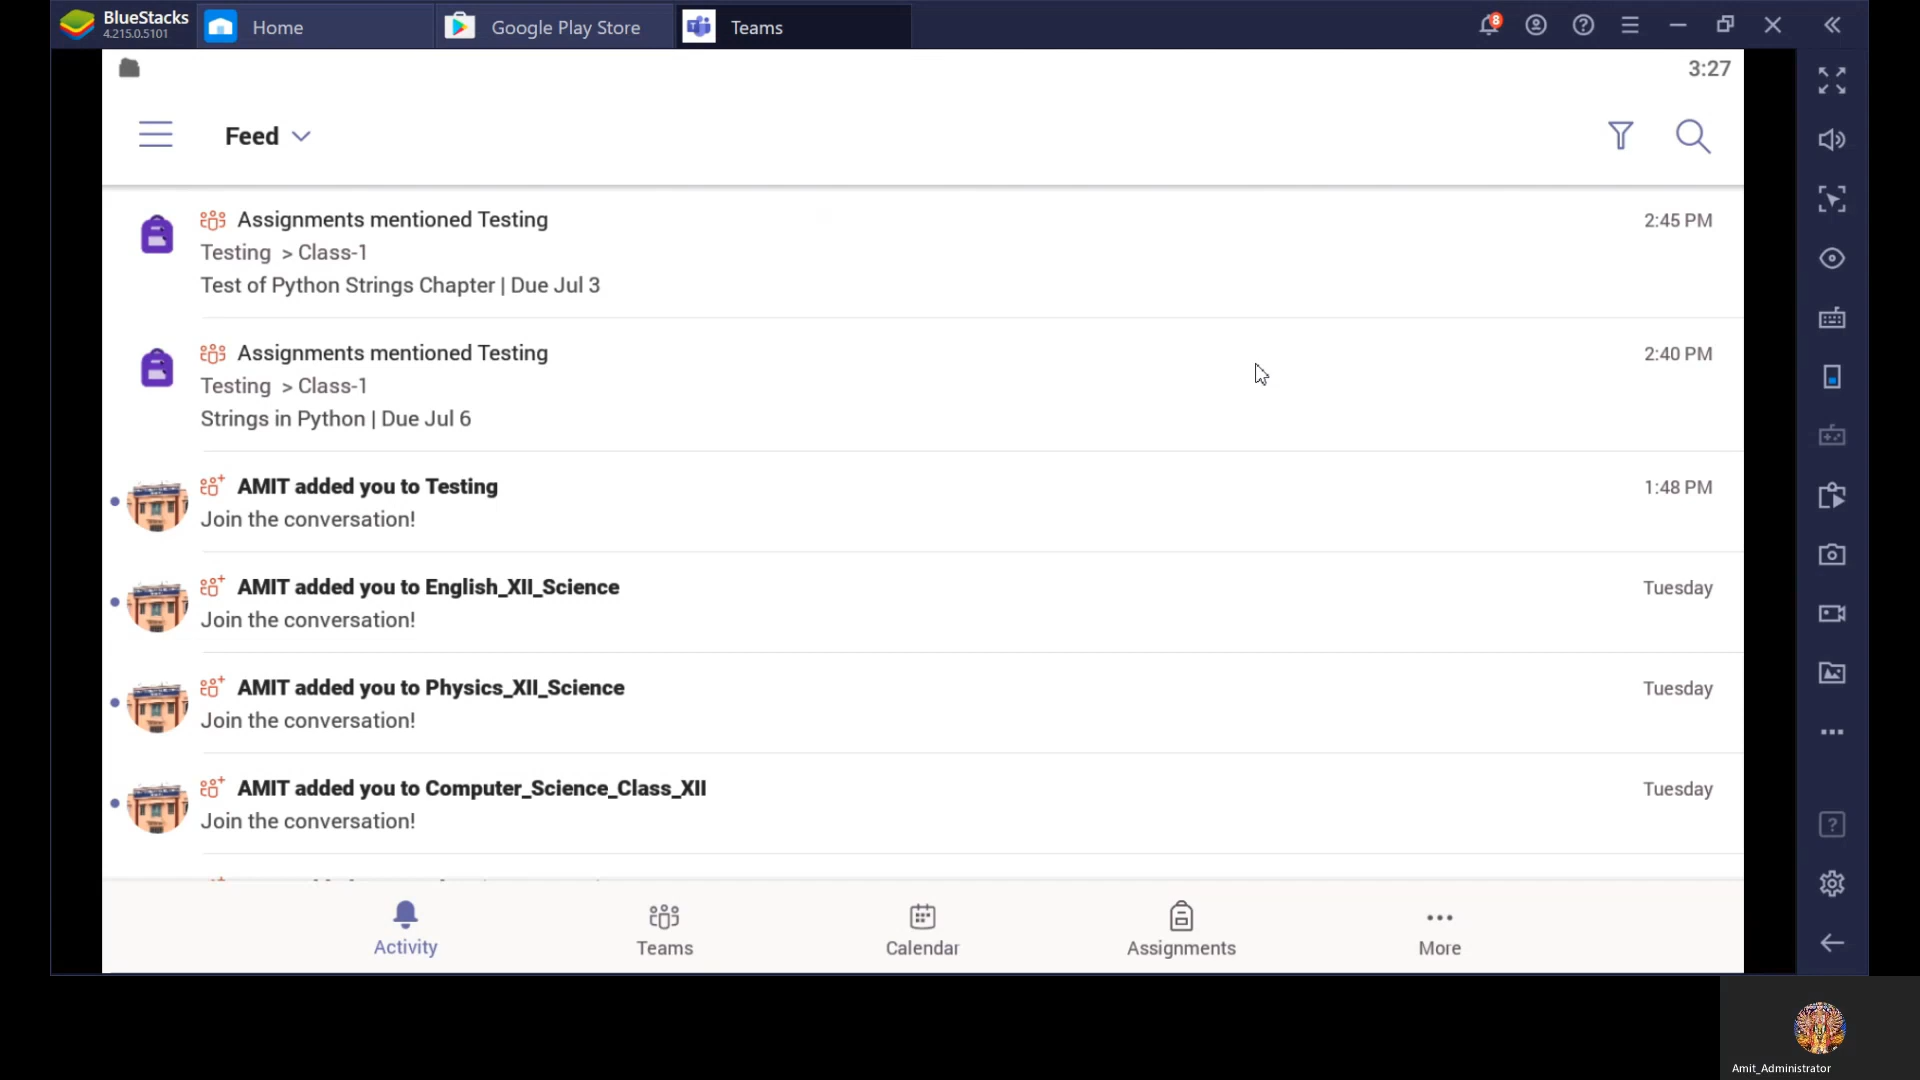 BlueStacks
4.215.0.5101
Home
Google Play Store
Teams
8
3:27
Feed
Assignments mentioned Testing
2:45 PM
Testing > Class-1
Test of Python Strings Chapter | Due Jul 3
Assignments mentioned Testing
2:40 PM
Testing > Class-1
Strings in Python | Due Jul 6
AMIT added you to Testing
1:48 PM
Join the conversation!
AMIT added you to English_XII_Science
Tuesday
Join the conversation!
AMIT added you to Physics_XII_Science
Tuesday
Join the conversation!
AMIT added you to Computer_Science_Class_XII
Tuesday
Join the conversation!
Activity
Teams
Calendar
Assignments
More
Amit_Administrator